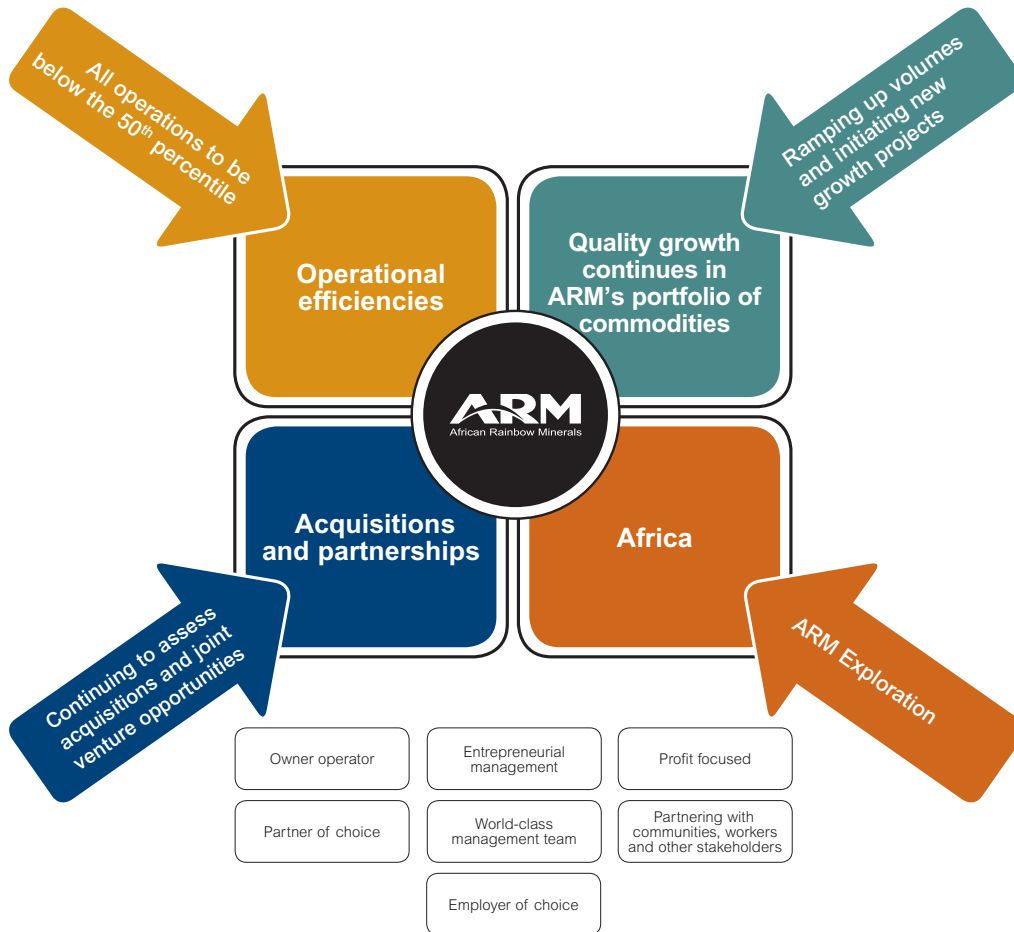 All operations to be
below the 50th percentile
Ramping up volumes
and initiating new
growth projects
Operational
efficiencies
Quality growth
continues in
ARM’s portfolio of
commodities
ARM
African Rainbow Minerals
Acquisitions
and partnerships
Africa
Continuing to assess
acquisitions and joint
venture opportunities
ARM Exploration
Owner operator
Entrepreneurial
management
Profit focused
Partner of choice
World-class
management team
Partnering with
communities, workers
and other stakeholders
Employer of choice